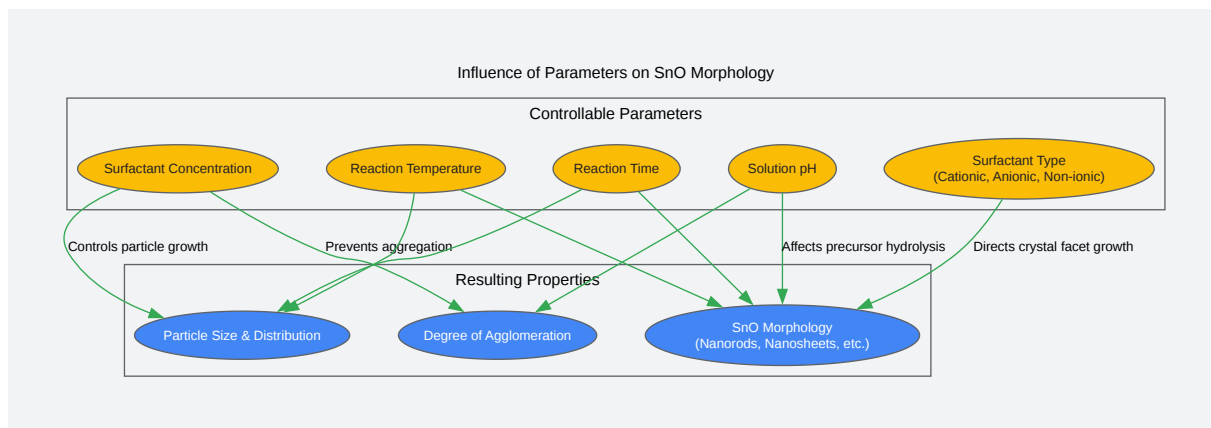 Influence of Parameters on SnO Morphology
Controllable Parameters
Surfactant Concentration
Reaction Temperature
Reaction Time
Solution pH
Surfactant Type
(Cationic, Anionic, Non-ionic)
Controls particle growth
Prevents aggregation
Affects precursor hydrolysis
Directs crystal facet growth
Resulting Properties
Particle Size & Distribution
Degree of Agglomeration
SnO Morphology
(Nanorods, Nanosheets, etc.)